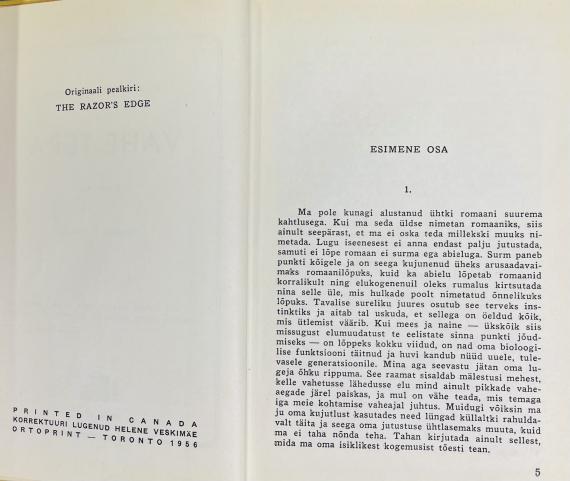 Originaali pealkiri:
THE RAZOR'S EDGE
PRINTED IN CANADA
KORREKTUURI LUGENUD HELENE VESKIMÄE
ORTOPRINT — TORONTO 1956
ESIMENE OSA
1.
Ma pole kunagi alustanud ühtki romaani suurema
kahtlusega. Kui ma seda üldse nimetan romaaniks, siis
ainult seepärast, et ma ei oska teda millekski muuks ni-
metada. Lugu iseenesest ei anna endast palju jutustada,
samuti ei lõpe romaan ei surma ega abieluga. Surm paneb
punkti kõigele ja on seega kujunenud üheks arusaadavai-
maks romaanilõpuks, kuid ka abielu lõpetab romaanid
korralikult ning elukogenenuil oleks rumalus kirtsutada
nina selle üle, mis hulkade poolt nimetatud õnnelikuks
lõpuks. Tavalise sureliku juures osutub see terveks ins-
tinktiks ja aitab tal uskuda, et sellega on öeldud kõik,
mis ütlemist väärib. Kui mees ja naine — ükskõik siis
missugust elumuudatust te eelistate sinna punkti jõud-
miseks — on lõppeks kokku viidud, on nad oma bioloogi-
lise funktsiooni täitnud ja huvi kandub nüüd uuele, tule-
vasele generatsioonile. Mina aga seevastu jätan oma lu-
geja õhku rippuma. See raamat sisaldab mälestusi mehest,
kelle vahetusse lähedusse elu mind ainult pikkade vahe-
aegade järel paiskas, ja mul on vähe teada, mis temaga
iga meie kohtamise vaheajal juhtus. Muidugi võiksin ma
ju oma kujutlust kasutades need lüngad küllaltki rahulda-
valt täita ja seega oma jutustuse ühtlasemaks muuta, kuid
ma ei taha nõnda teha. Tahan kirjutada ainult sellest,
mida ma oma isiklikest kogemusist tõesti tean.
5